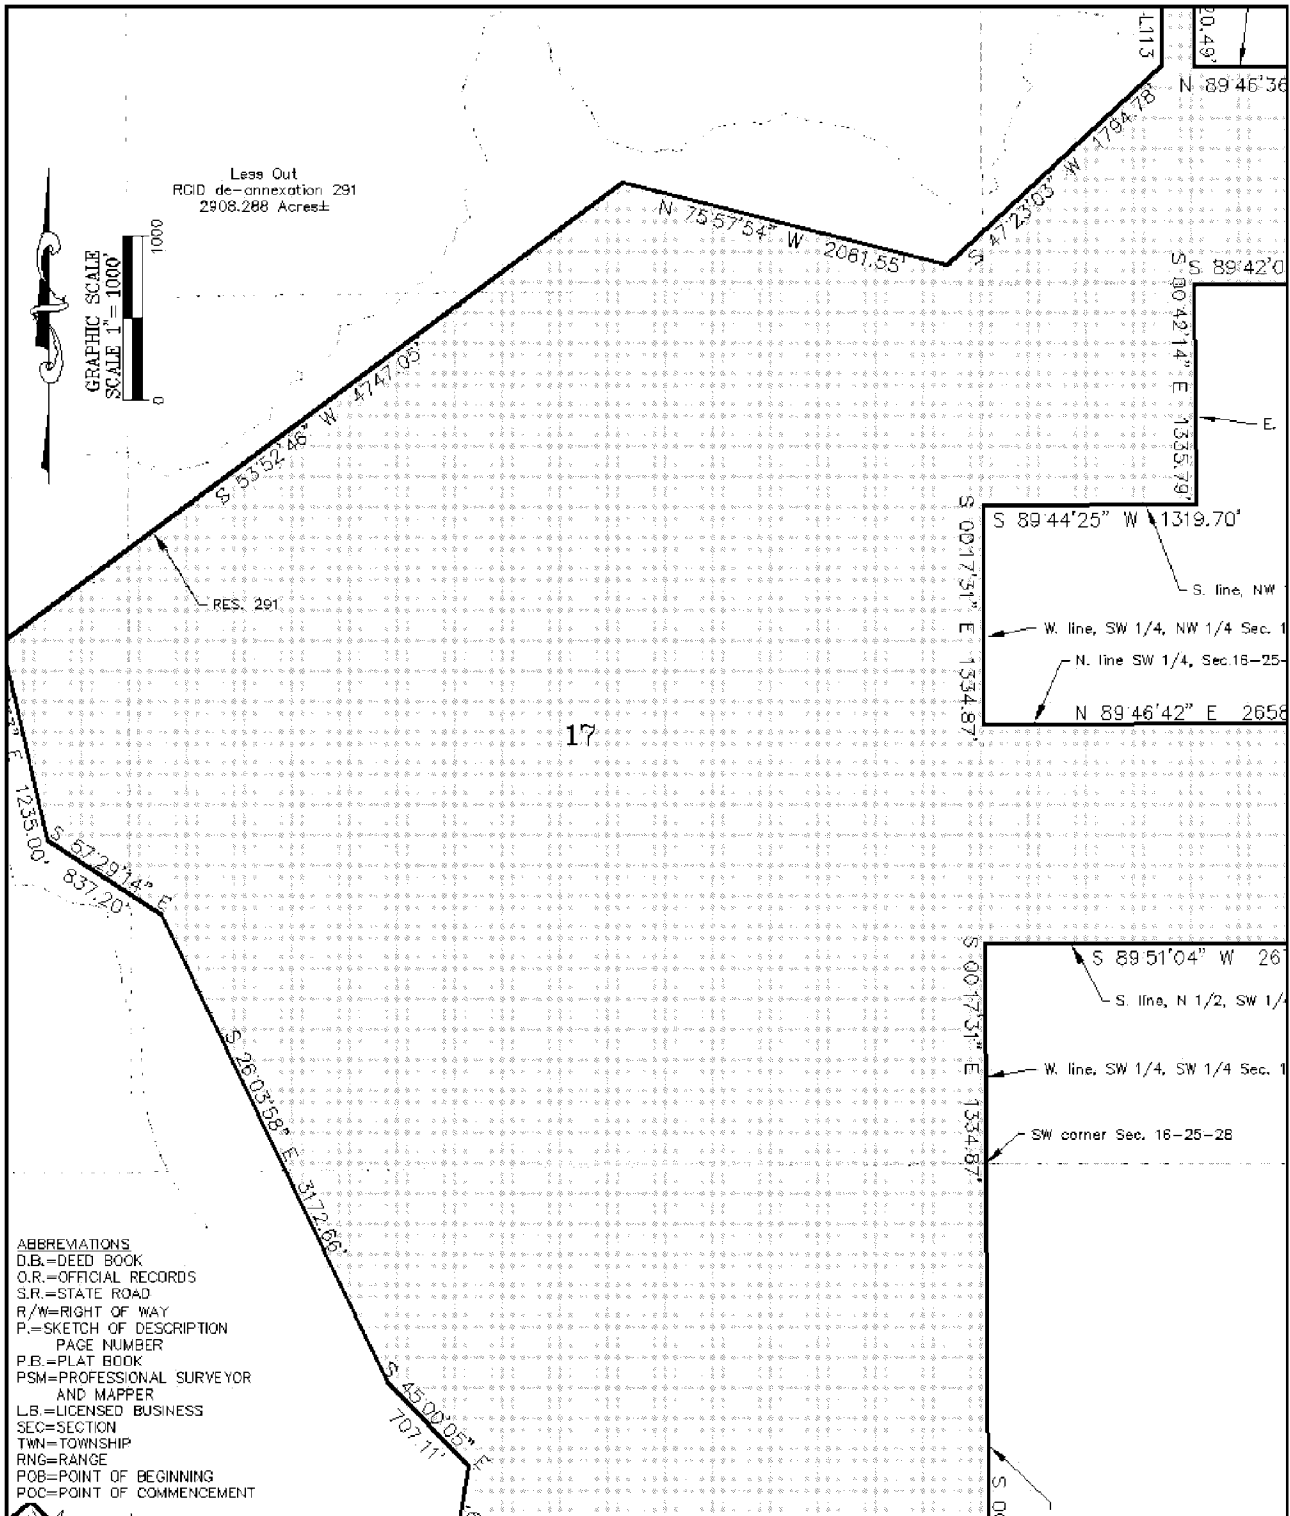 L113
20.49'
N 89°46'36
S 47°23'03" W 1794.78'
Less Out
RCID de-annexation 291
2908.288 Acres±
N 75°57'54" W 2061.55'
GRAPHIC SCALE
SCALE 1"= 1000'
0
1000
S 89°42'0
S 00°42'14" E 1335.79'
E.
S 53°52'46" W 4747.05'
S 89°44'25" W 1319.70'
S. line, NW
RES. 291
S 00°17'31" E 1334.87'
W. line, SW 1/4, NW 1/4 Sec. 1
N. line SW 1/4, Sec.16-25-
N 89°46'42" E 2658
17
3" E 1235.00'
S 57°29'14" E
837.20'
S 89°51'04" W 26
S. line, N 1/2, SW 1/
S 00°17'31" E 1334.87'
W. line, SW 1/4, SW 1/4 Sec. 1
SW corner Sec. 16-25-28
S 26°03'58" E 3172.66'
ABBREVIATIONS
D.B.=DEED BOOK
O.R.=OFFICIAL RECORDS
S.R.=STATE ROAD
R/W=RIGHT OF WAY
P.=SKETCH OF DESCRIPTION
PAGE NUMBER
P.B.=PLAT BOOK
PSM=PROFESSIONAL SURVEYOR
AND MAPPER
L.B.=LICENSED BUSINESS
SEC=SECTION
TWN=TOWNSHIP
RNG=RANGE
POB=POINT OF BEGINNING
POC=POINT OF COMMENCEMENT
S 45°00'05" E
707.11'
S 00